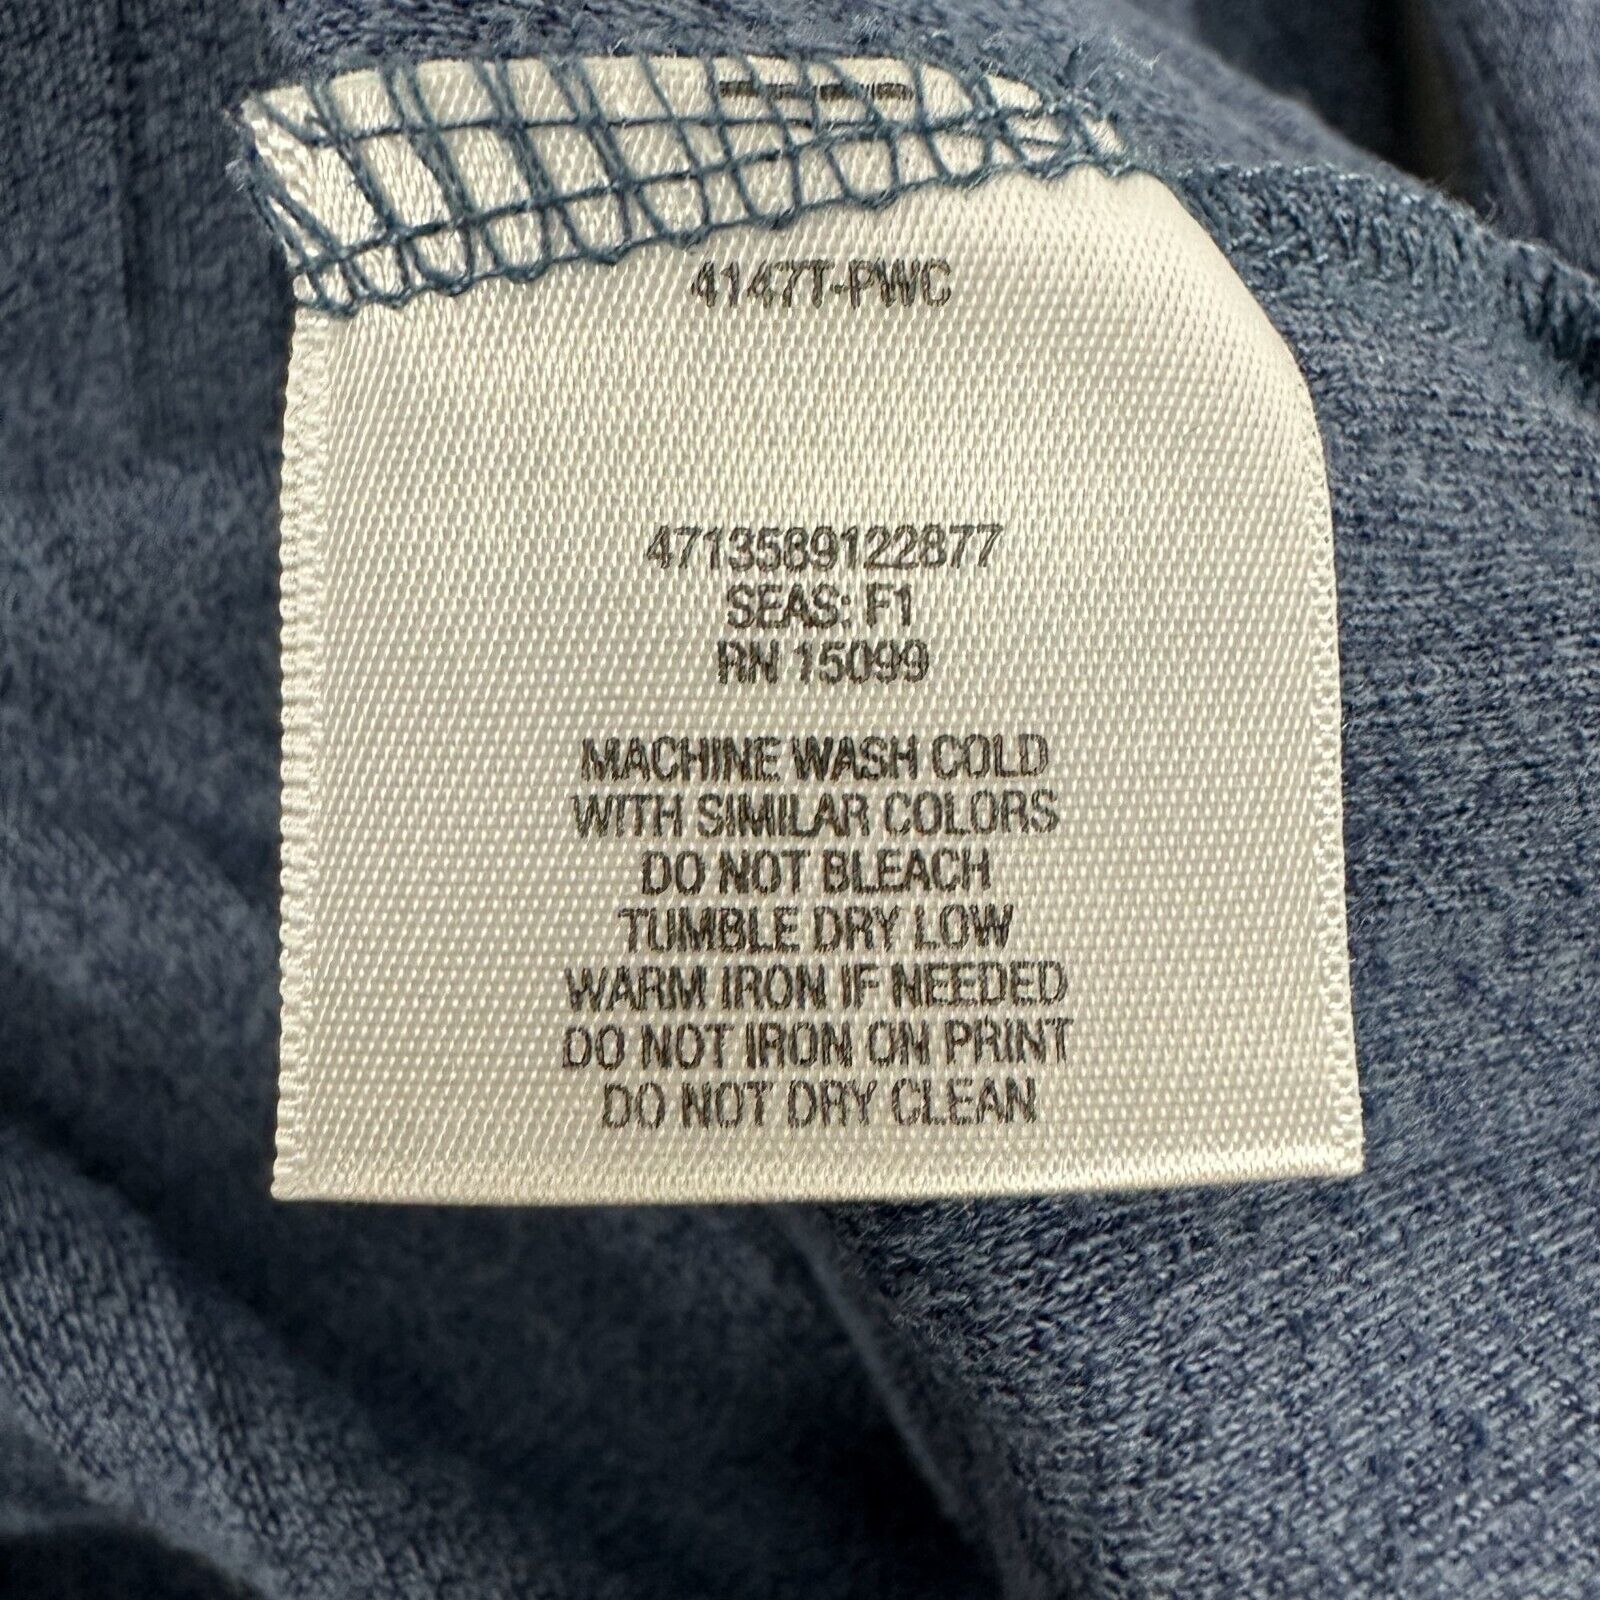 4147T-PWC
4713589122877
SEAS: F1
RN 15099
MACHINE WASH COLD
WITH SIMILAR COLORS
DO NOT BLEACH
TUMBLE DRY LOW
WARM IRON IF NEEDED
DO NOT IRON ON PRINT
DO NOT DRY CLEAN